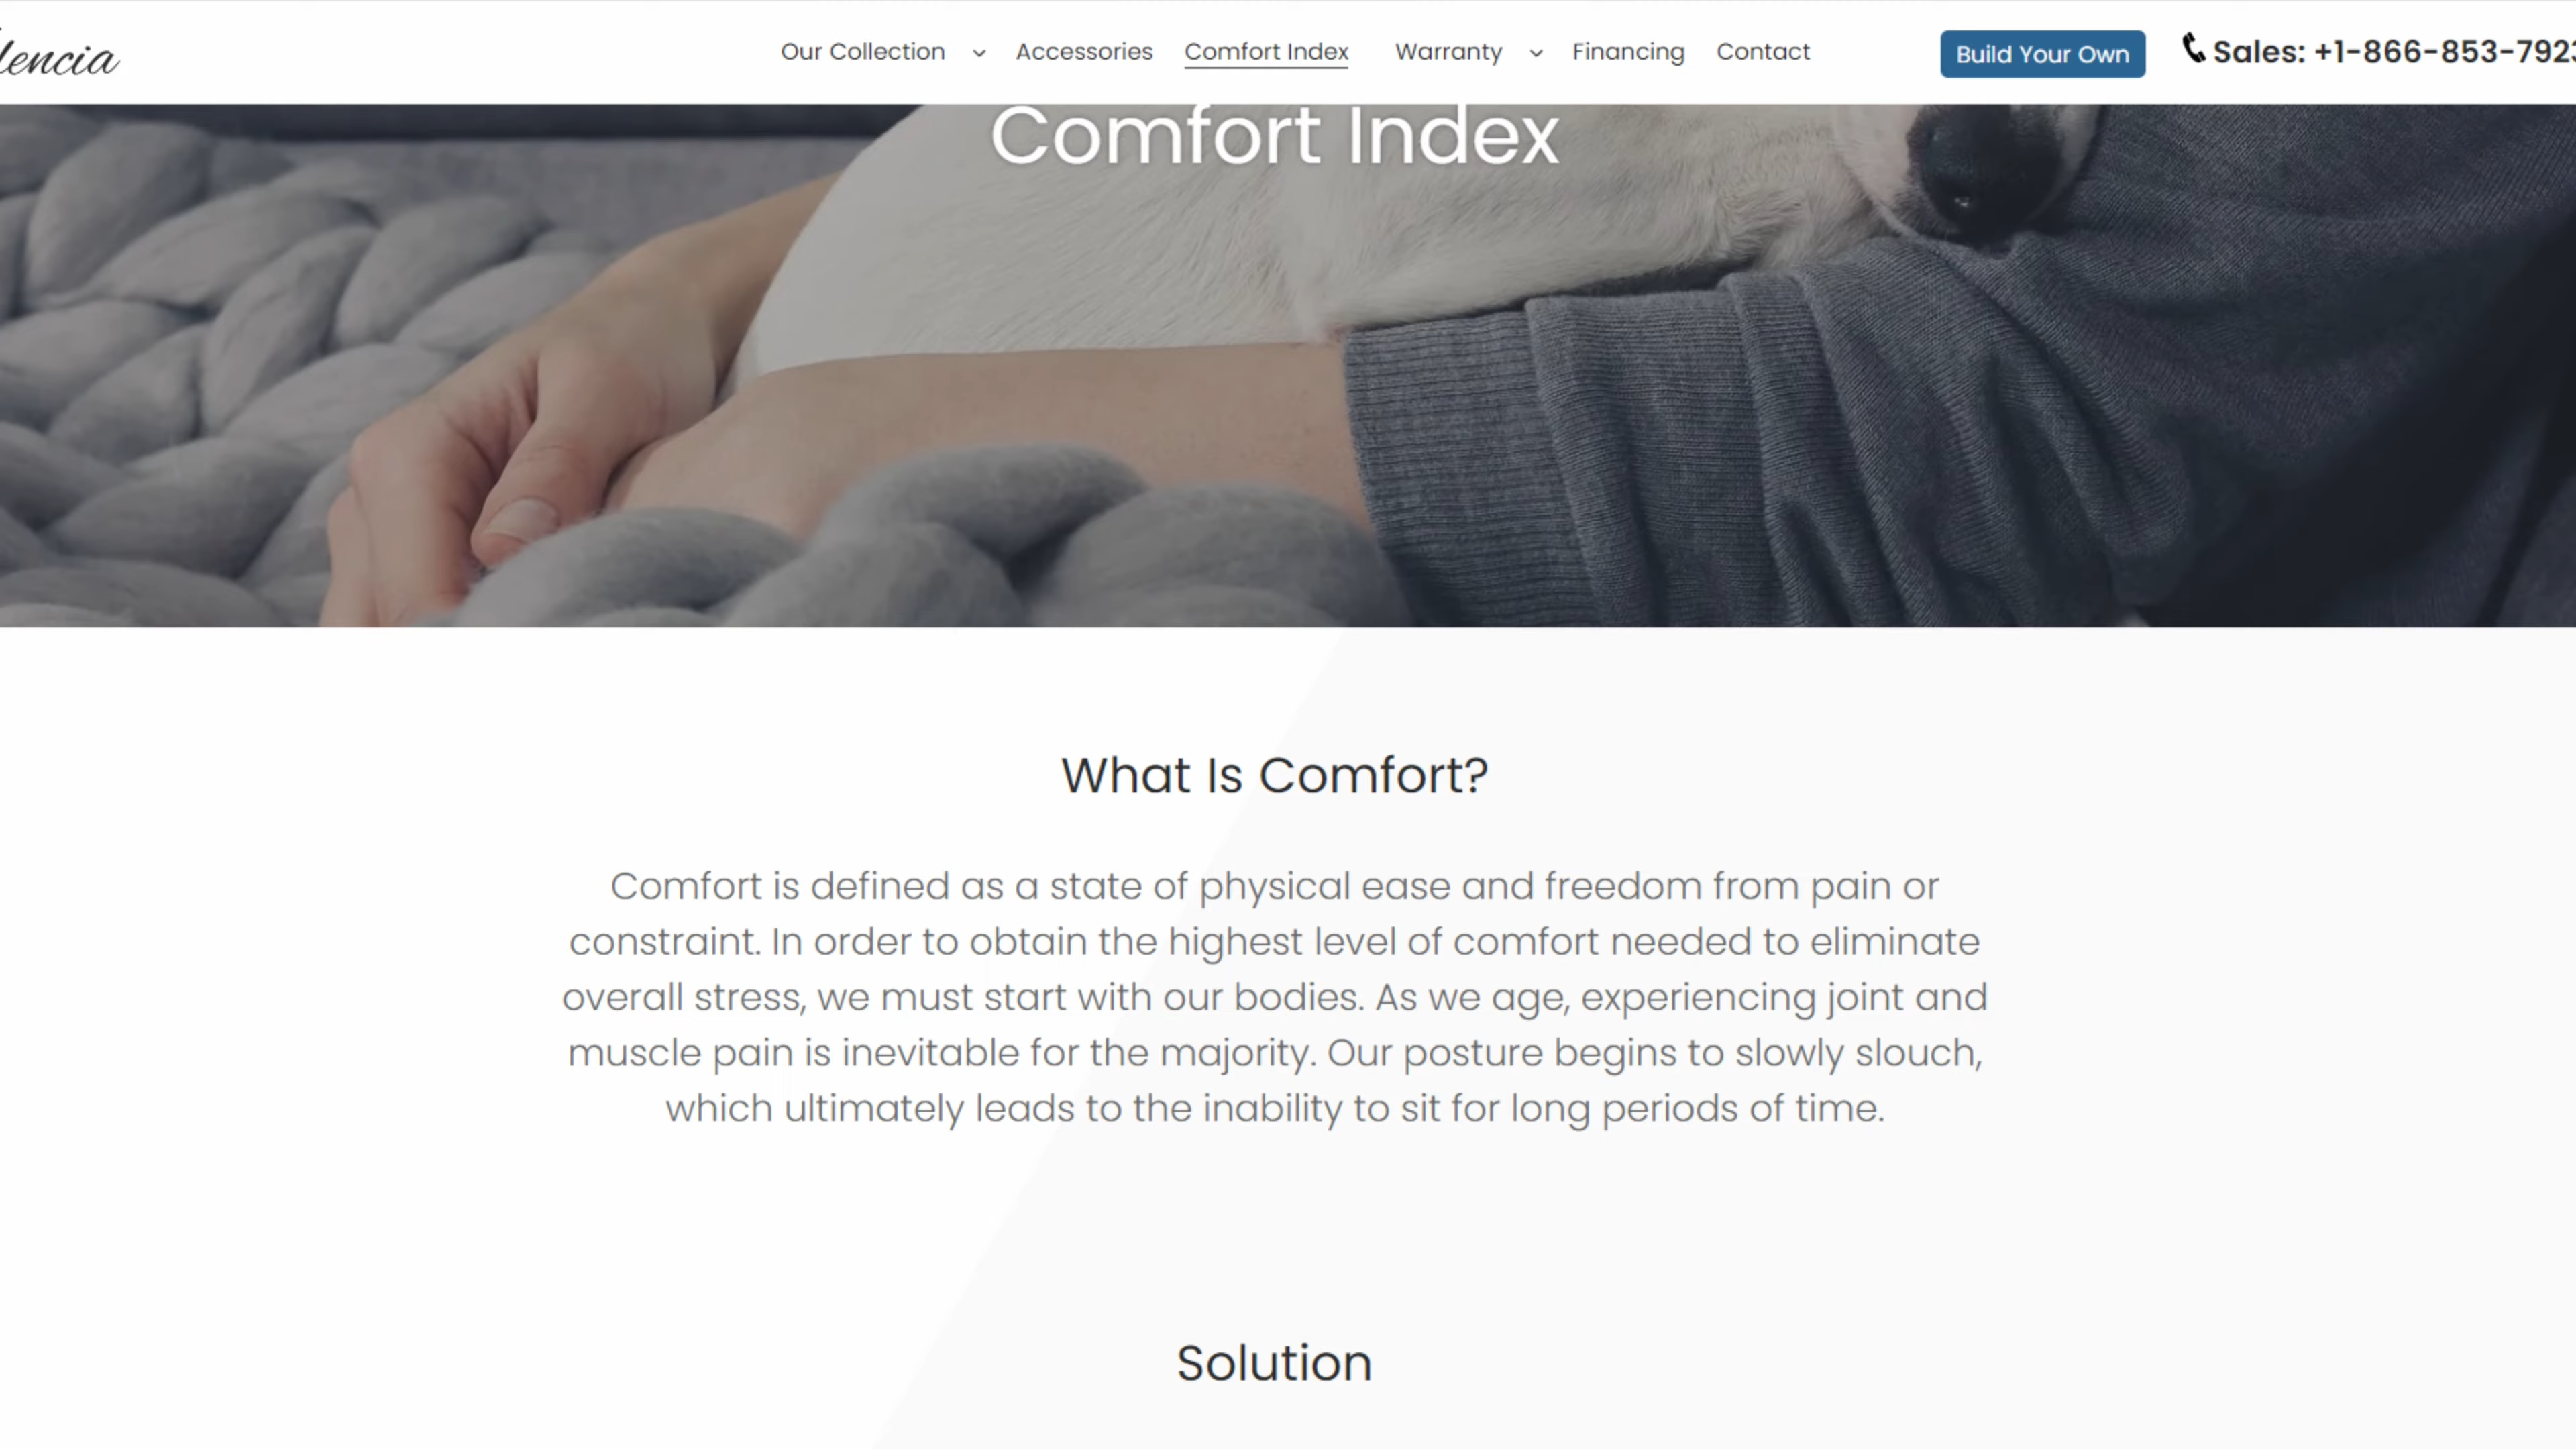 lencia
Our Collection Accessories Comfort Index Warranty Financing Contact Build Your Own Sales: +1-866-853-792
Comfort Index
What Is Comfort?
Comfort is defined as a state of physical ease and freedom from pain or
constraint. In order to obtain the highest level of comfort needed to eliminate
overall stress, we must start with our bodies. As we age, experiencing joint and
muscle pain is inevitable for the majority. Our posture begins to slowly slouch,
which ultimately leads to the inability to sit for long periods of time.
Solution